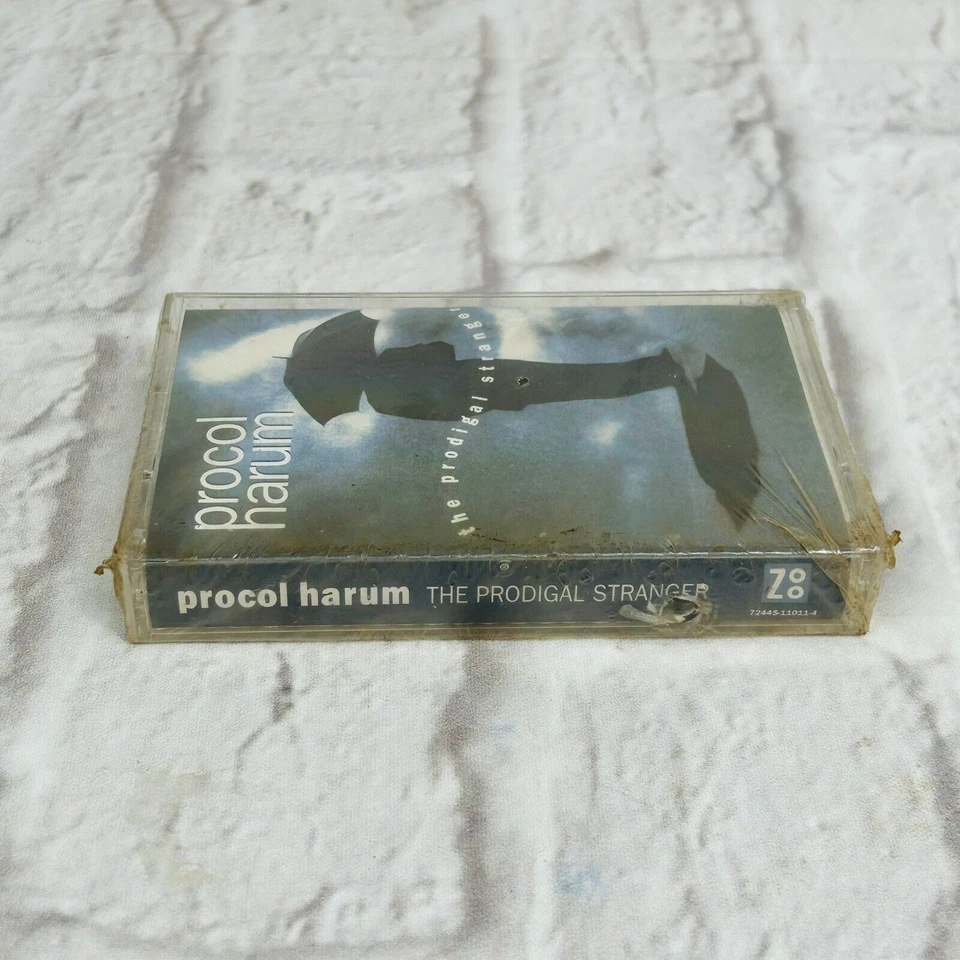 procol
harum
the prodigal stranger
procol harum THE PRODIGAL STRANGER
ZOO
72445-11011-4